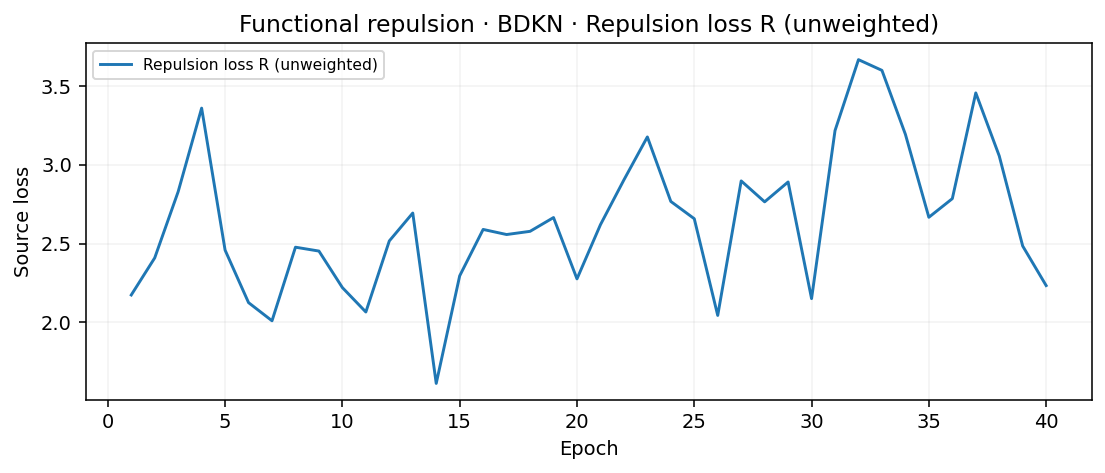 Functional repulsion · BDKN · Repulsion loss R (unweighted)
Repulsion loss R (unweighted)
Source loss
3.5
3.0
2.5
2.0
0 5 10 15 20 25 30 35 40
Epoch